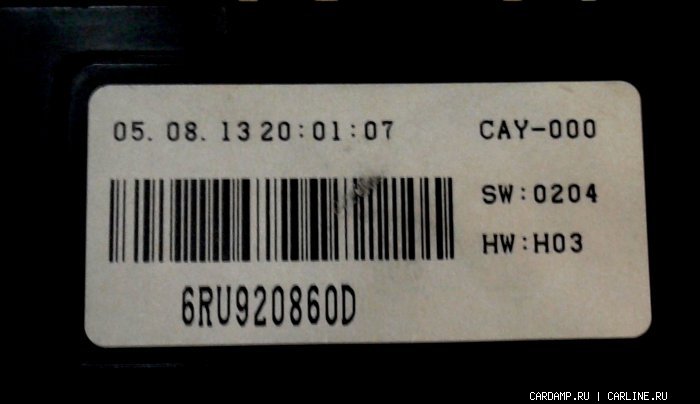 05. 08. 13 20:01:07 CAY-000
SW:0204
HW:H03
6RU920860D
CARDAMP.RU | CARLINE.RU